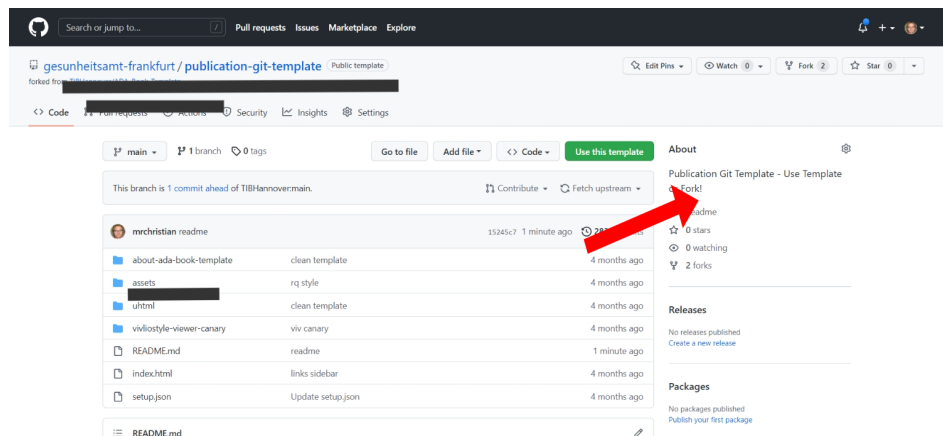 Search or jump to... / Pull requests Issues Marketplace Explore
gesunheitsamt-frankfurt / publication-git-template Public template
Edit Pins Watch 0 Fork 2 Star 0
forked from
Code Security Insights Settings
main 1 branch 0 tags Go to file Add file Code Use this template
This branch is 1 commit ahead of TIBHannover:main. Contribute Fetch upstream
mrchristian readme 15245c7 1 minute ago
about-ada-book-template clean template 4 months ago
assets rq style 4 months ago
uhtml clean template 4 months ago
vivliostyle-viewer-canary viv canary 4 months ago
README.md readme 1 minute ago
index.html links sidebar 4 months ago
setup.json Update setup.json 4 months ago
README.md
About
Publication Git Template - Use Template
Fork!
0 stars
0 watching
2 forks
Releases
No releases published
Create a new release
Packages
No packages published
Publish your first package